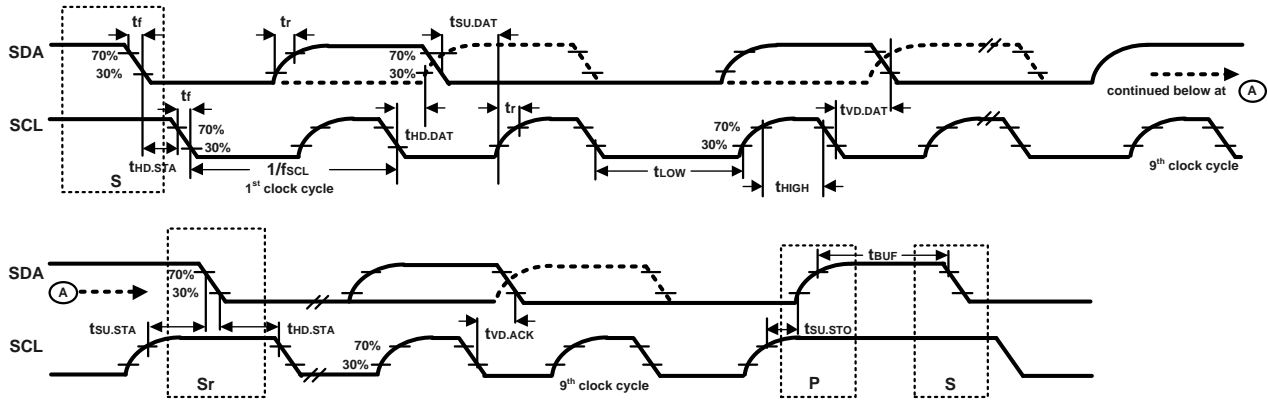 tf
tr
tSU.DAT
SDA
70%
30%
70%
30%
continued below at A
tf
tr
tVD.DAT
SCL
70%
30%
tHD.DAT
70%
30%
tHD.STA
1/fSCL
tLOW
tHIGH
S
1st clock cycle
9th clock cycle
SDA
70%
30%
tBUF
A
tSU.STA
tHD.STA
tVD.ACK
tSU.STO
SCL
70%
30%
Sr
9th clock cycle
P
S